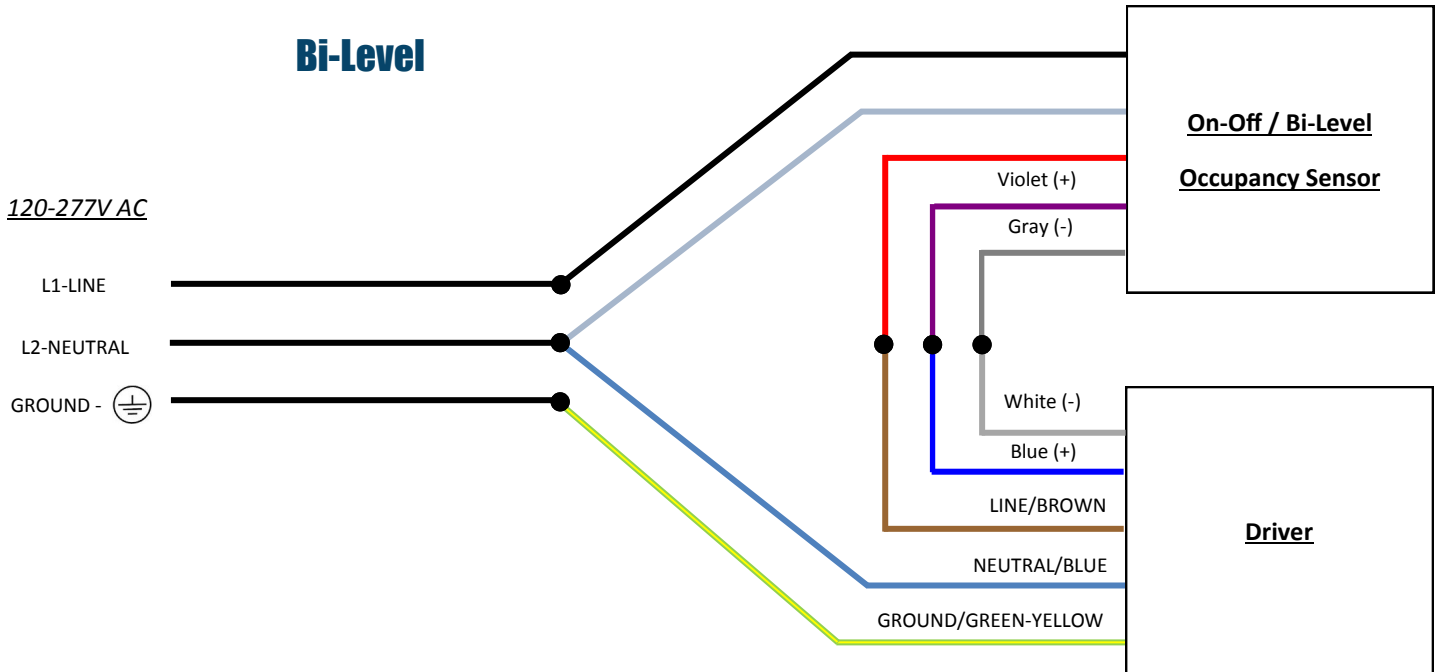 Bi-Level
On-Off / Bi-Level
Occupancy Sensor
Violet (+)
120-277V AC
Gray (-)
L1-LINE
L2-NEUTRAL
GROUND -
White (-)
Blue (+)
LINE/BROWN
Driver
NEUTRAL/BLUE
GROUND/GREEN-YELLOW